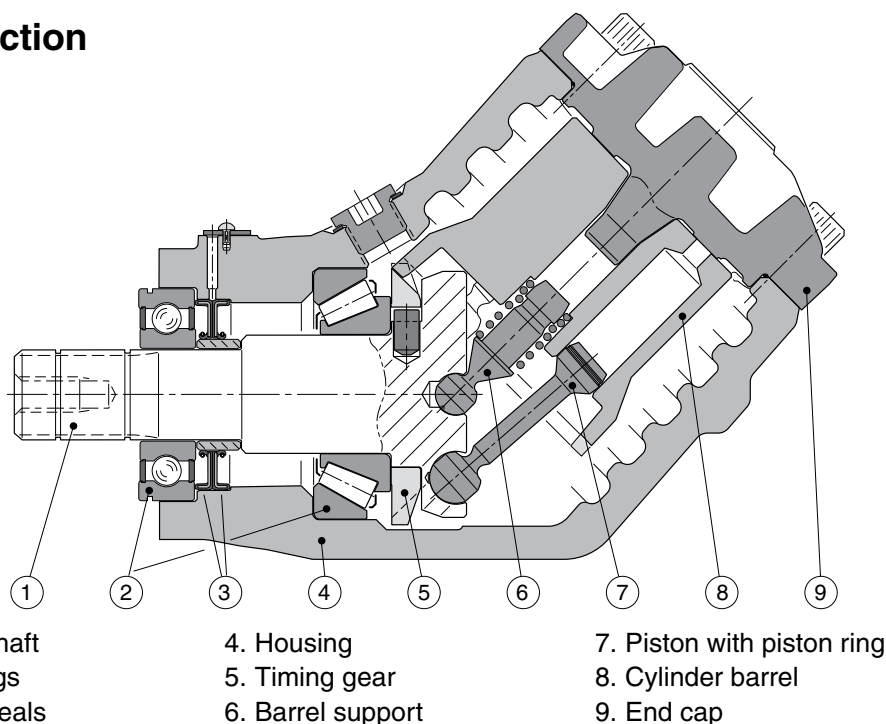 ction
1 2 3 4 5 6 7 8 9
haft 4. Housing 7. Piston with piston ring
gs 5. Timing gear 8. Cylinder barrel
eals 6. Barrel support 9. End cap